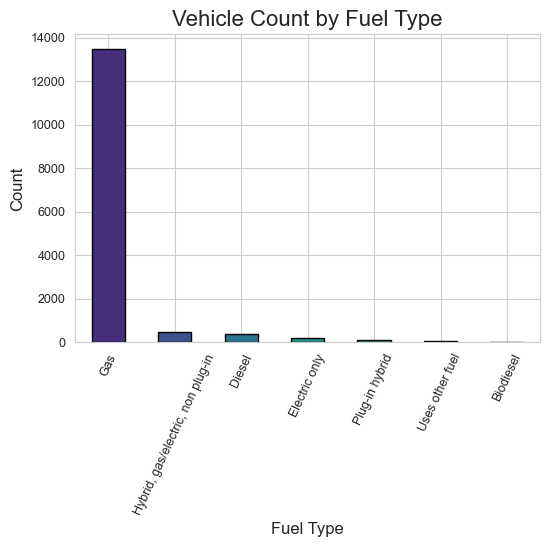 Vehicle Count by Fuel Type
14000
12000
10000
8000
6000
4000
2000
0
Count
Gas
Hybrid, gas/electric, non plug-in
Diesel
Electric only
Plug-in hybrid
Uses other fuel
Biodiesel
Fuel Type